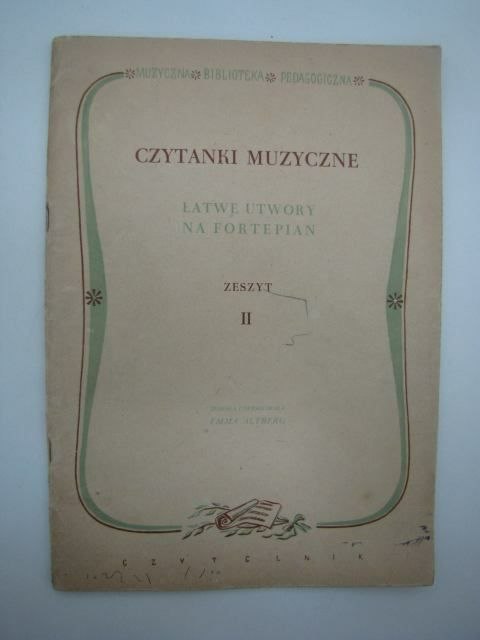 MUZYCZNA BIBLIOTEKA PEDAGOGICZNA
CZYTANKI MUZYCZNE
ŁATWE UTWORY
NA FORTEPIAN
ZESZYT
II
EMMA ALTBERG
CZYTELNIK